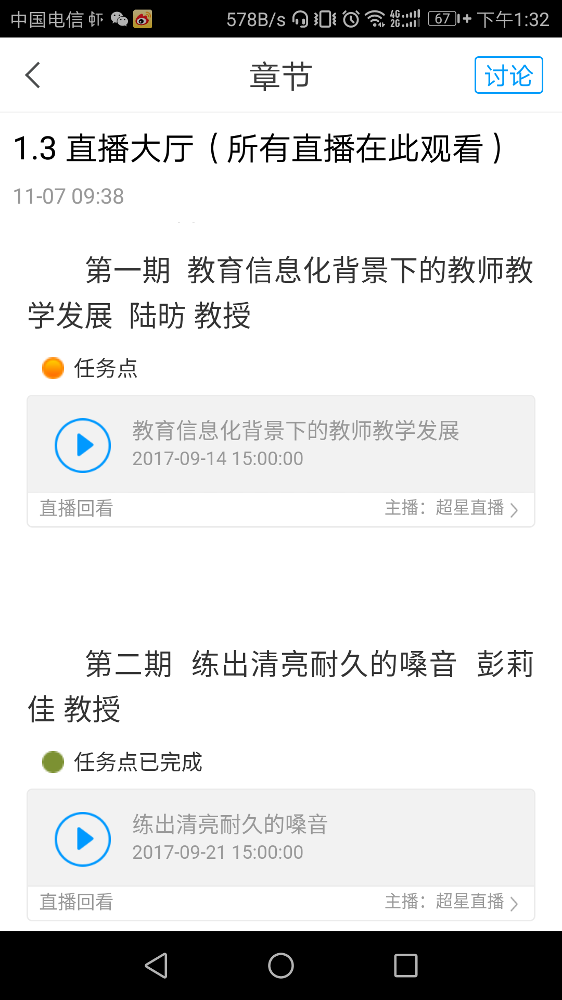 中国电信 虾 578B/s 4G 2G 67 下午1:32
章节 讨论
1.3 直播大厅（所有直播在此观看）
11-07 09:38
第一期 教育信息化背景下的教师教
学发展 陆昉 教授
任务点
教育信息化背景下的教师教学发展
2017-09-14 15:00:00
直播回看 主播：超星直播
第二期 练出清亮耐久的嗓音 彭莉
佳 教授
任务点已完成
练出清亮耐久的嗓音
2017-09-21 15:00:00
直播回看 主播：超星直播